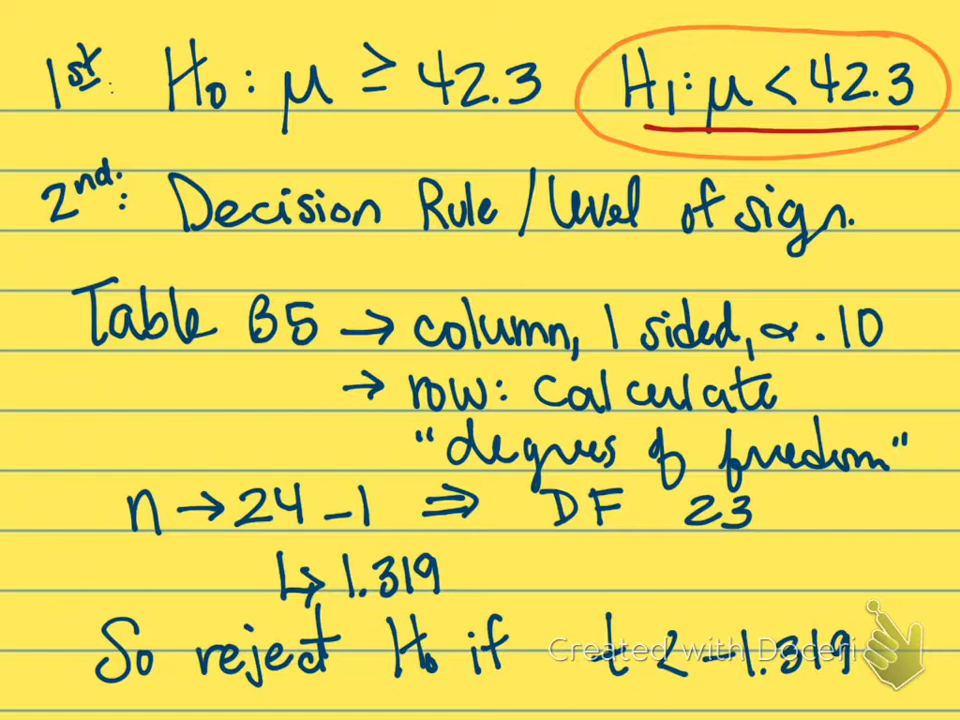 1st: H0: μ ≥ 42.3 H1: μ < 42.3
2nd.: Decision Rule / level of sign.
Table B5 → column, 1 sided, α .10
→ row: Calculate
"degrees of freedom"
n → 24 - 1 ⇒ DF 23
↳ 1.319
So reject H0 if t < -1.319
Created with Doceri